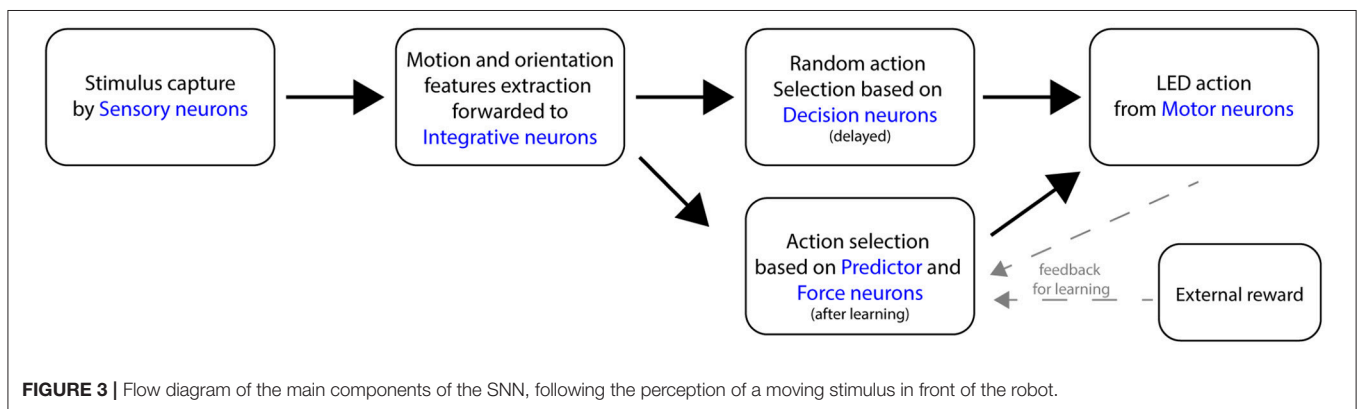 Stimulus capture
by Sensory neurons
Motion and orientation
features extraction
forwarded to
Integrative neurons
Random action
Selection based on
Decision neurons
(delayed)
LED action
from Motor neurons
Action selection
based on Predictor and
Force neurons
(after learning)
feedback
for learning
External reward
FIGURE 3 | Flow diagram of the main components of the SNN, following the perception of a moving stimulus in front of the robot.